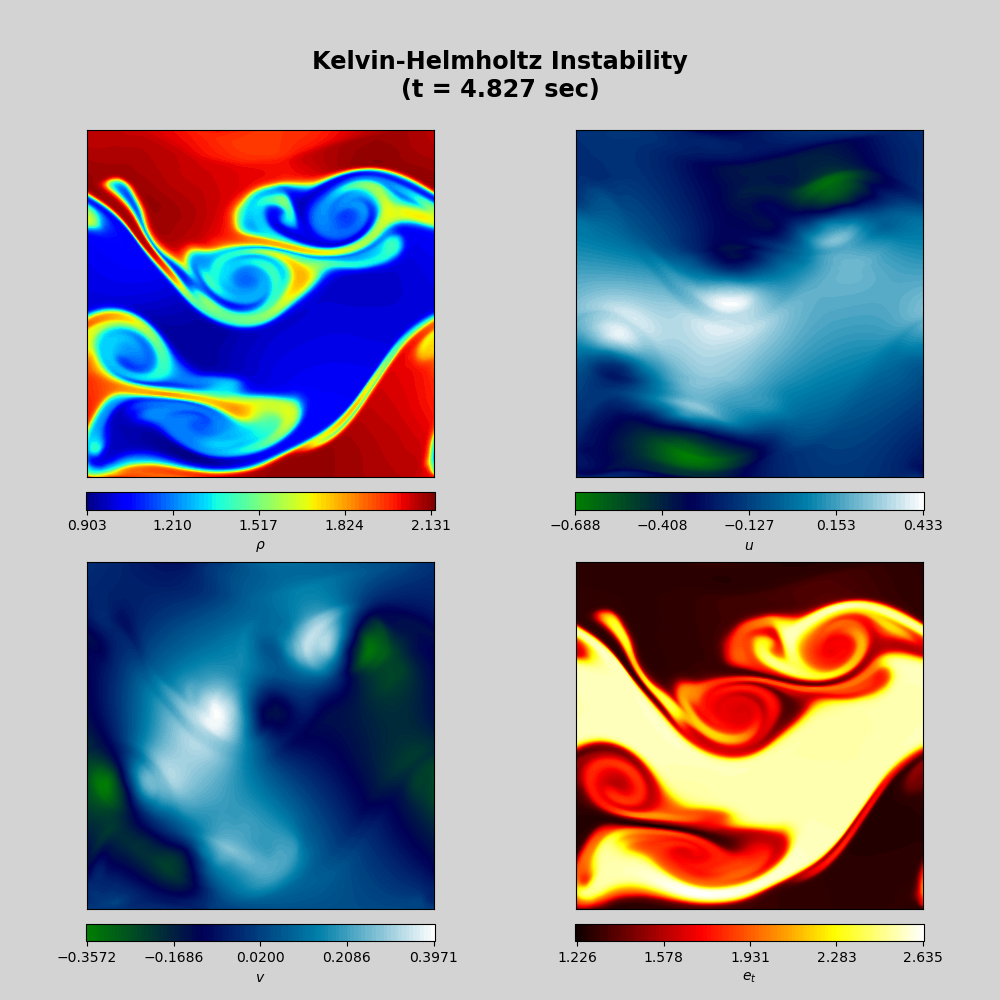 Kelvin-Helmholtz Instability
(t = 4.827 sec)
0.903 1.210 1.517 1.824 2.131
ρ
−0.688 −0.408 −0.127 0.153 0.433
u
−0.3572 −0.1686 0.0200 0.2086 0.3971
v
1.226 1.578 1.931 2.283 2.635
e_t